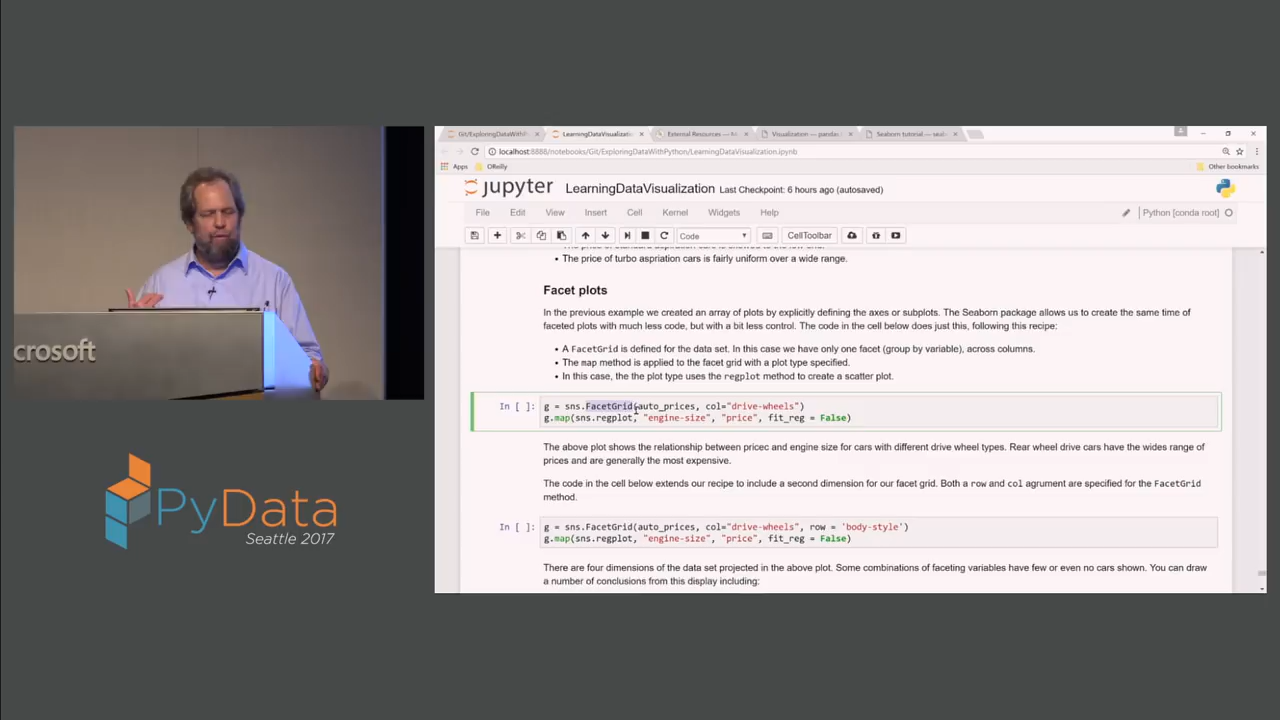 crosoft
PyData
Seattle 2017
Git/ExploringDataWithP
LearningDataVisualizatio
External Resources — M
Visualization — pandas
Seaborn tutorial — seal
localhost:8888/notebooks/Git/ExploringDataWithPython/LearningDataVisualization.ipynb
Apps OReilly Other bookmarks
jupyter LearningDataVisualization Last Checkpoint: 6 hours ago (autosaved)
File Edit View Insert Cell Kernel Widgets Help Python [conda root]
Code CellToolbar
• The price of turbo aspriation cars is fairly uniform over a wide range.
Facet plots
In the previous example we created an array of plots by explicitly defining the axes or subplots. The Seaborn package allows us to create the same time of
faceted plots with much less code, but with a bit less control. The code in the cell below does just this, following this recipe:
• A FacetGrid is defined for the data set. In this case we have only one facet (group by variable), across columns.
• The map method is applied to the facet grid with a plot type specified.
• In this case, the the plot type uses the regplot method to create a scatter plot.
In [ ]: g = sns.FacetGrid(auto_prices, col="drive-wheels")
g.map(sns.regplot, "engine-size", "price", fit_reg = False)
The above plot shows the relationship between pricec and engine size for cars with different drive wheel types. Rear wheel drive cars have the wides range of
prices and are generally the most expensive.
The code in the cell below extends our recipe to include a second dimension for our facet grid. Both a row and col agrument are specified for the FacetGrid
method.
In [ ]: g = sns.FacetGrid(auto_prices, col="drive-wheels", row = 'body-style')
g.map(sns.regplot, "engine-size", "price", fit_reg = False)
There are four dimensions of the data set projected in the above plot. Some combinations of faceting variables have few or even no cars shown. You can draw
a number of conclusions from this display including: